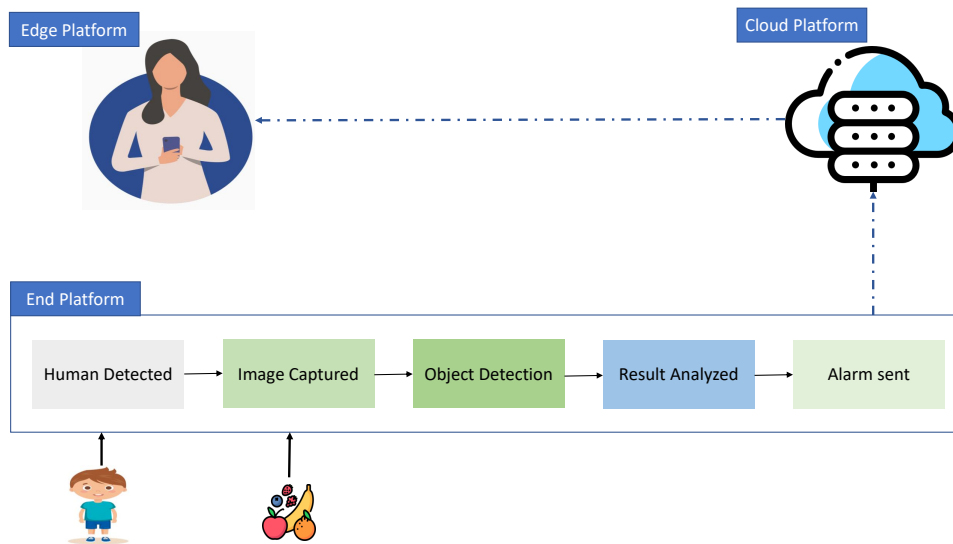 Edge Platform
Cloud Platform
End Platform
Human Detected
Image Captured
Object Detection
Result Analyzed
Alarm sent